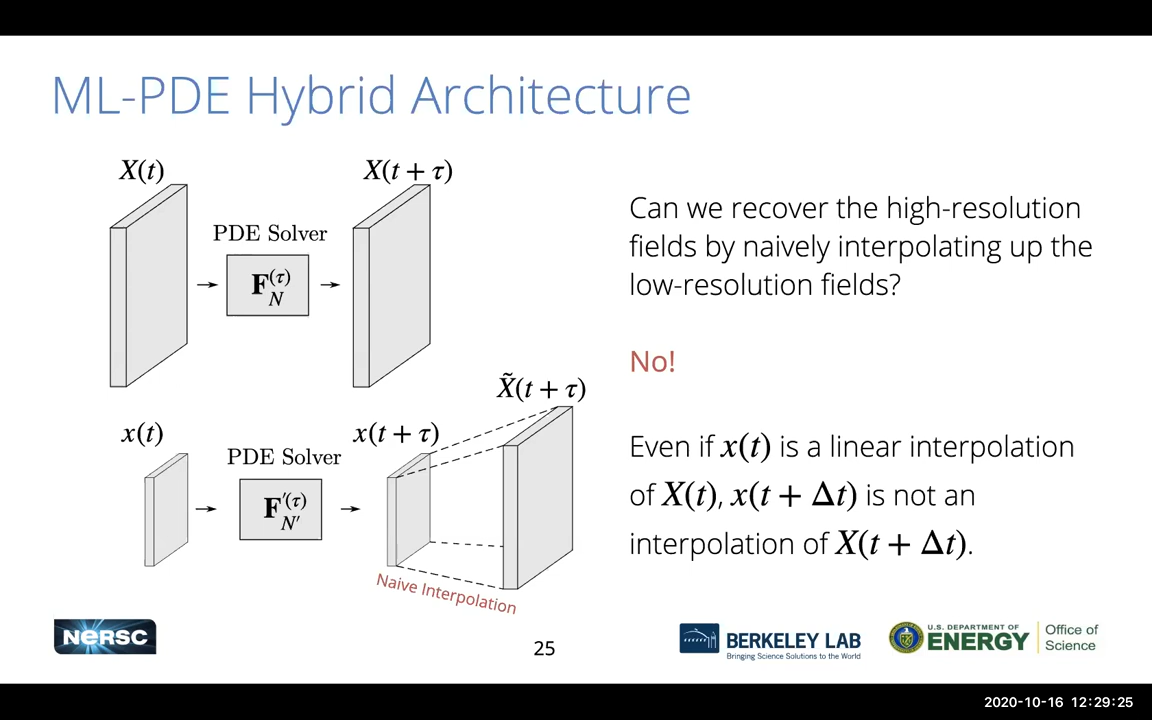 ML-PDE Hybrid Architecture
X(t)
X(t + τ)
PDE Solver
F_N^(τ)
x(t)
x(t + τ)
X̃(t + τ)
PDE Solver
F′_N′^(τ)
Naive Interpolation
Can we recover the high-resolution
fields by naively interpolating up the
low-resolution fields?
No!
Even if x(t) is a linear interpolation
of X(t), x(t + Δt) is not an
interpolation of X(t + Δt).
NERSC
25
BERKELEY LAB
Bringing Science Solutions to the World
U.S. DEPARTMENT OF
ENERGY
Office of
Science
2020-10-16 12:29:25